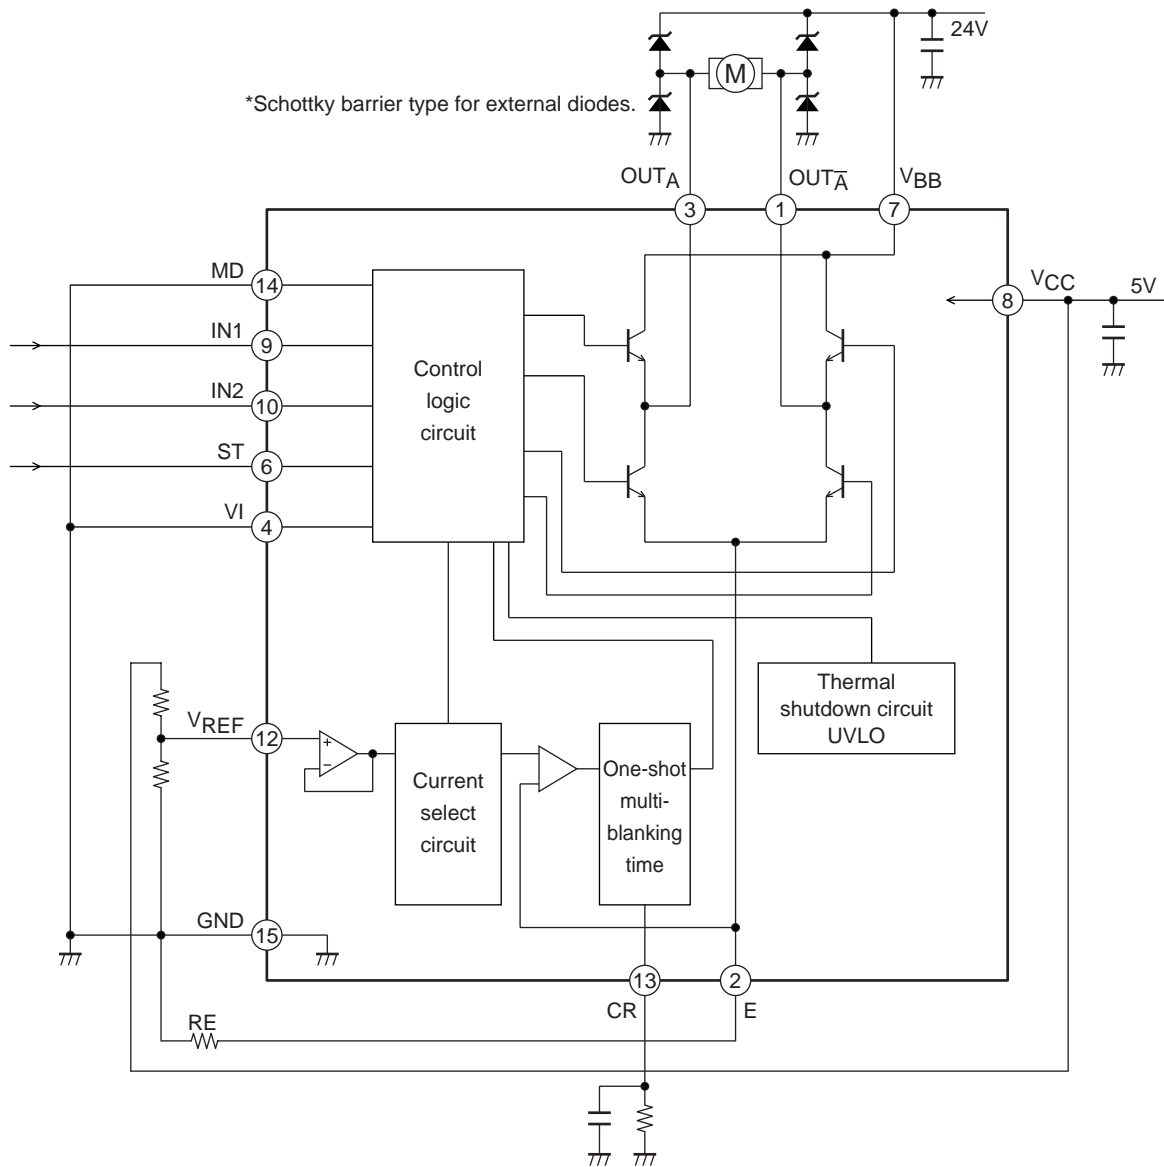 24V
M
*Schottky barrier type for external diodes.
OUTA
OUTA̅
VBB
3
1
7
MD
14
VCC
5V
8
IN1
9
IN2
10
ST
6
VI
4
Control
logic
circuit
Thermal
shutdown circuit
UVLO
VREF
12
+
−
Current
select
circuit
One-shot
multi-
blanking
time
GND
15
13
2
CR
E
RE